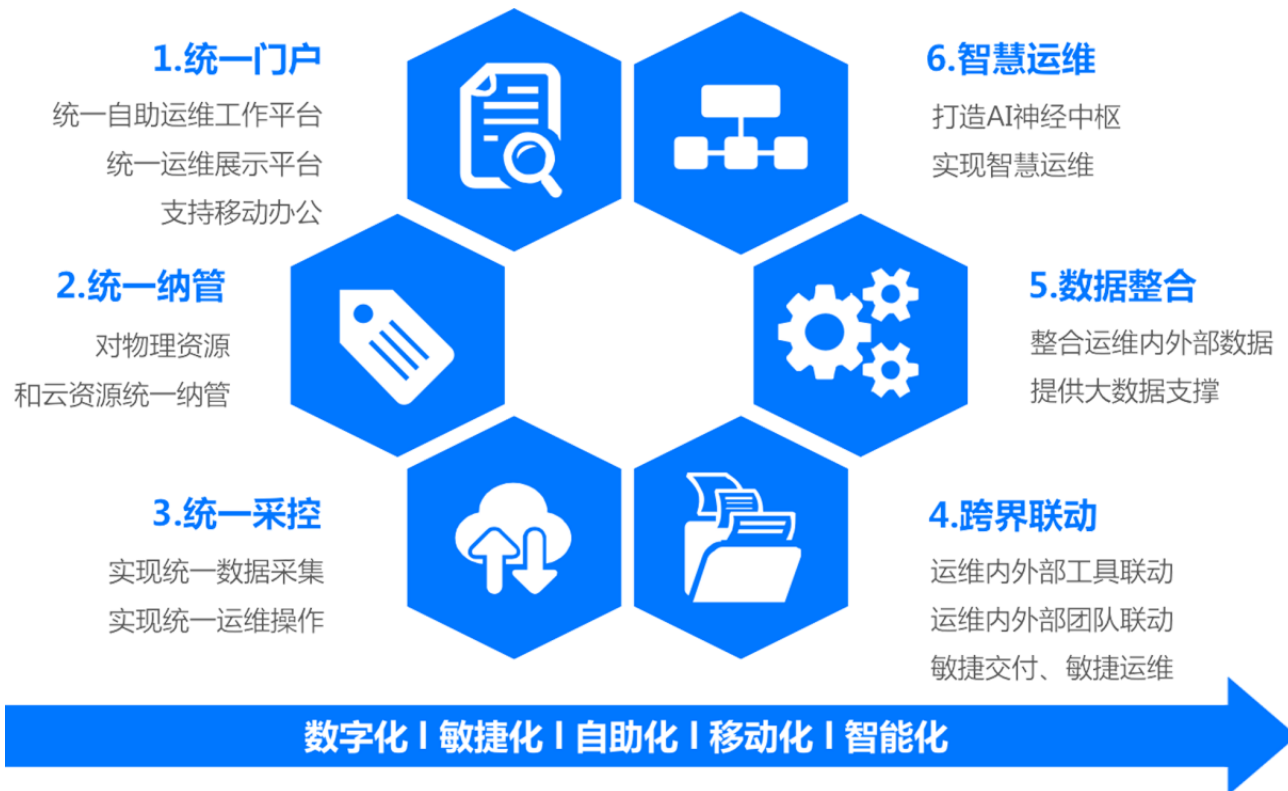 1.统一门户
统一自助运维工作平台
统一运维展示平台
支持移动办公
2.统一纳管
对物理资源
和云资源统一纳管
3.统一采控
实现统一数据采集
实现统一运维操作
4.跨界联动
运维内外部工具联动
运维内外部团队联动
敏捷交付、敏捷运维
5.数据整合
整合运维内外部数据
提供大数据支撑
6.智慧运维
打造AI神经中枢
实现智慧运维
数字化 I 敏捷化 I 自助化 I 移动化 I 智能化